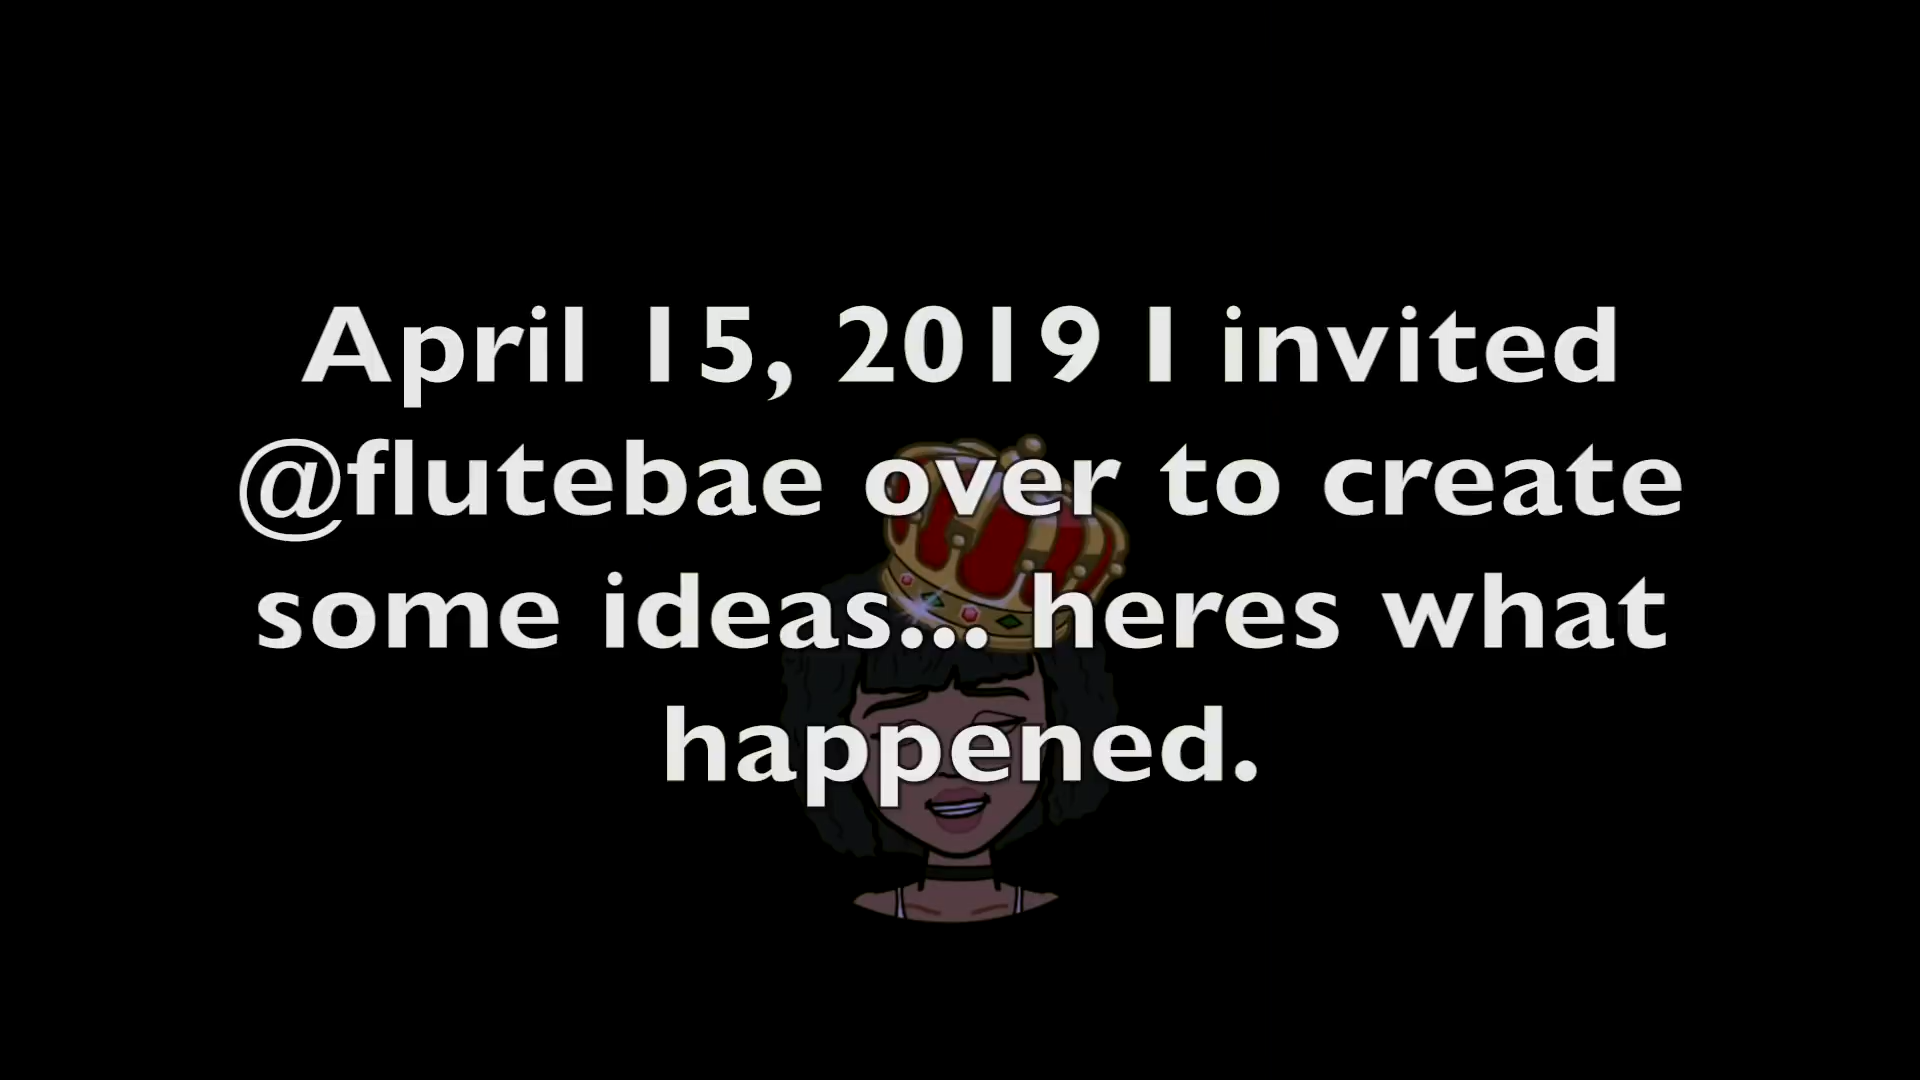 April 15, 2019 I invited
@flutebae over to create
some ideas... heres what
happened.